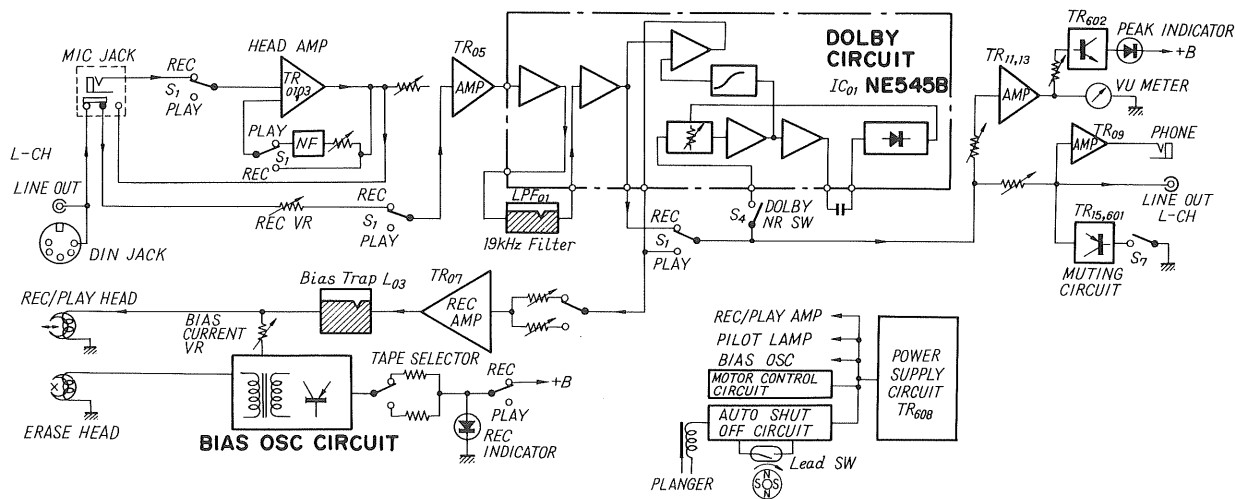 MIC JACK
HEAD AMP
REC
S1
PLAY
TR
0103
PLAY
S1
REC
NF
TR05
AMP
DOLBY
CIRCUIT
IC01 NE545B
TR602
PEAK INDICATOR
+B
TR11,13
AMP
VU METER
TR09
AMP
PHONE
LINE OUT
L-CH
TR15,601
S7
MUTING
CIRCUIT
L-CH
LINE OUT
DIN JACK
REC VR
REC
S1
PLAY
LPF01
19kHz Filter
REC
S1
PLAY
S4
DOLBY
NR SW
REC/PLAY HEAD
BIAS
CURRENT
VR
Bias Trap L03
TR07
REC
AMP
ERASE HEAD
BIAS OSC CIRCUIT
TAPE SELECTOR
REC
PLAY
+B
REC
INDICATOR
REC/PLAY AMP
PILOT LAMP
BIAS OSC
MOTOR CONTROL
CIRCUIT
AUTO SHUT
OFF CIRCUIT
POWER
SUPPLY
CIRCUIT
TR608
PLANGER
Lead SW
N
S S
N